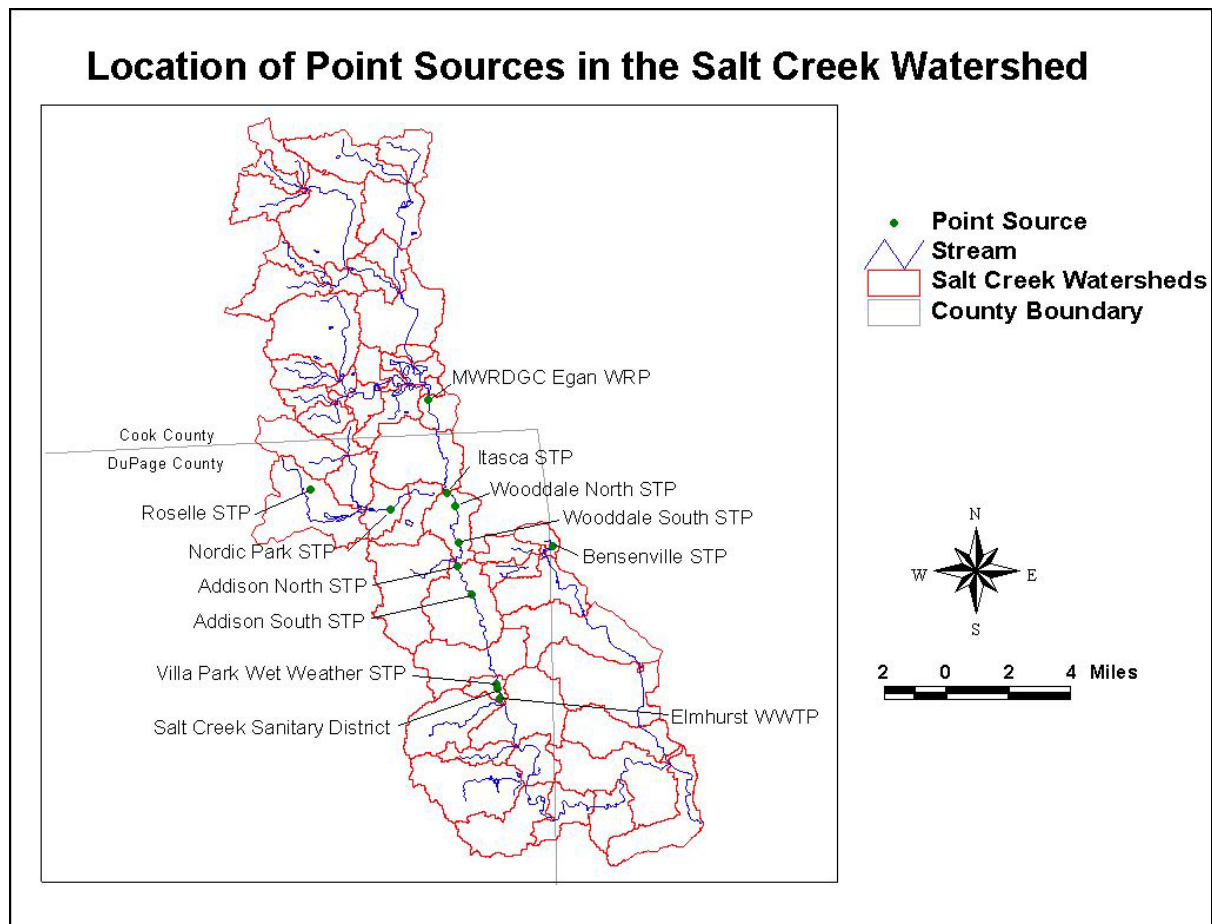 Location of Point Sources in the Salt Creek Watershed
Point Source
Stream
Salt Creek Watersheds
County Boundary
MWRDGC Egan WRP
Cook County
DuPage County
Itasca STP
Wooddale North STP
Roselle STP
Wooddale South STP
Nordic Park STP
Bensenville STP
Addison North STP
Addison South STP
Villa Park Wet Weather STP
Salt Creek Sanitary District
Elmhurst WWTP
N
W E
S
2 0 2 4 Miles